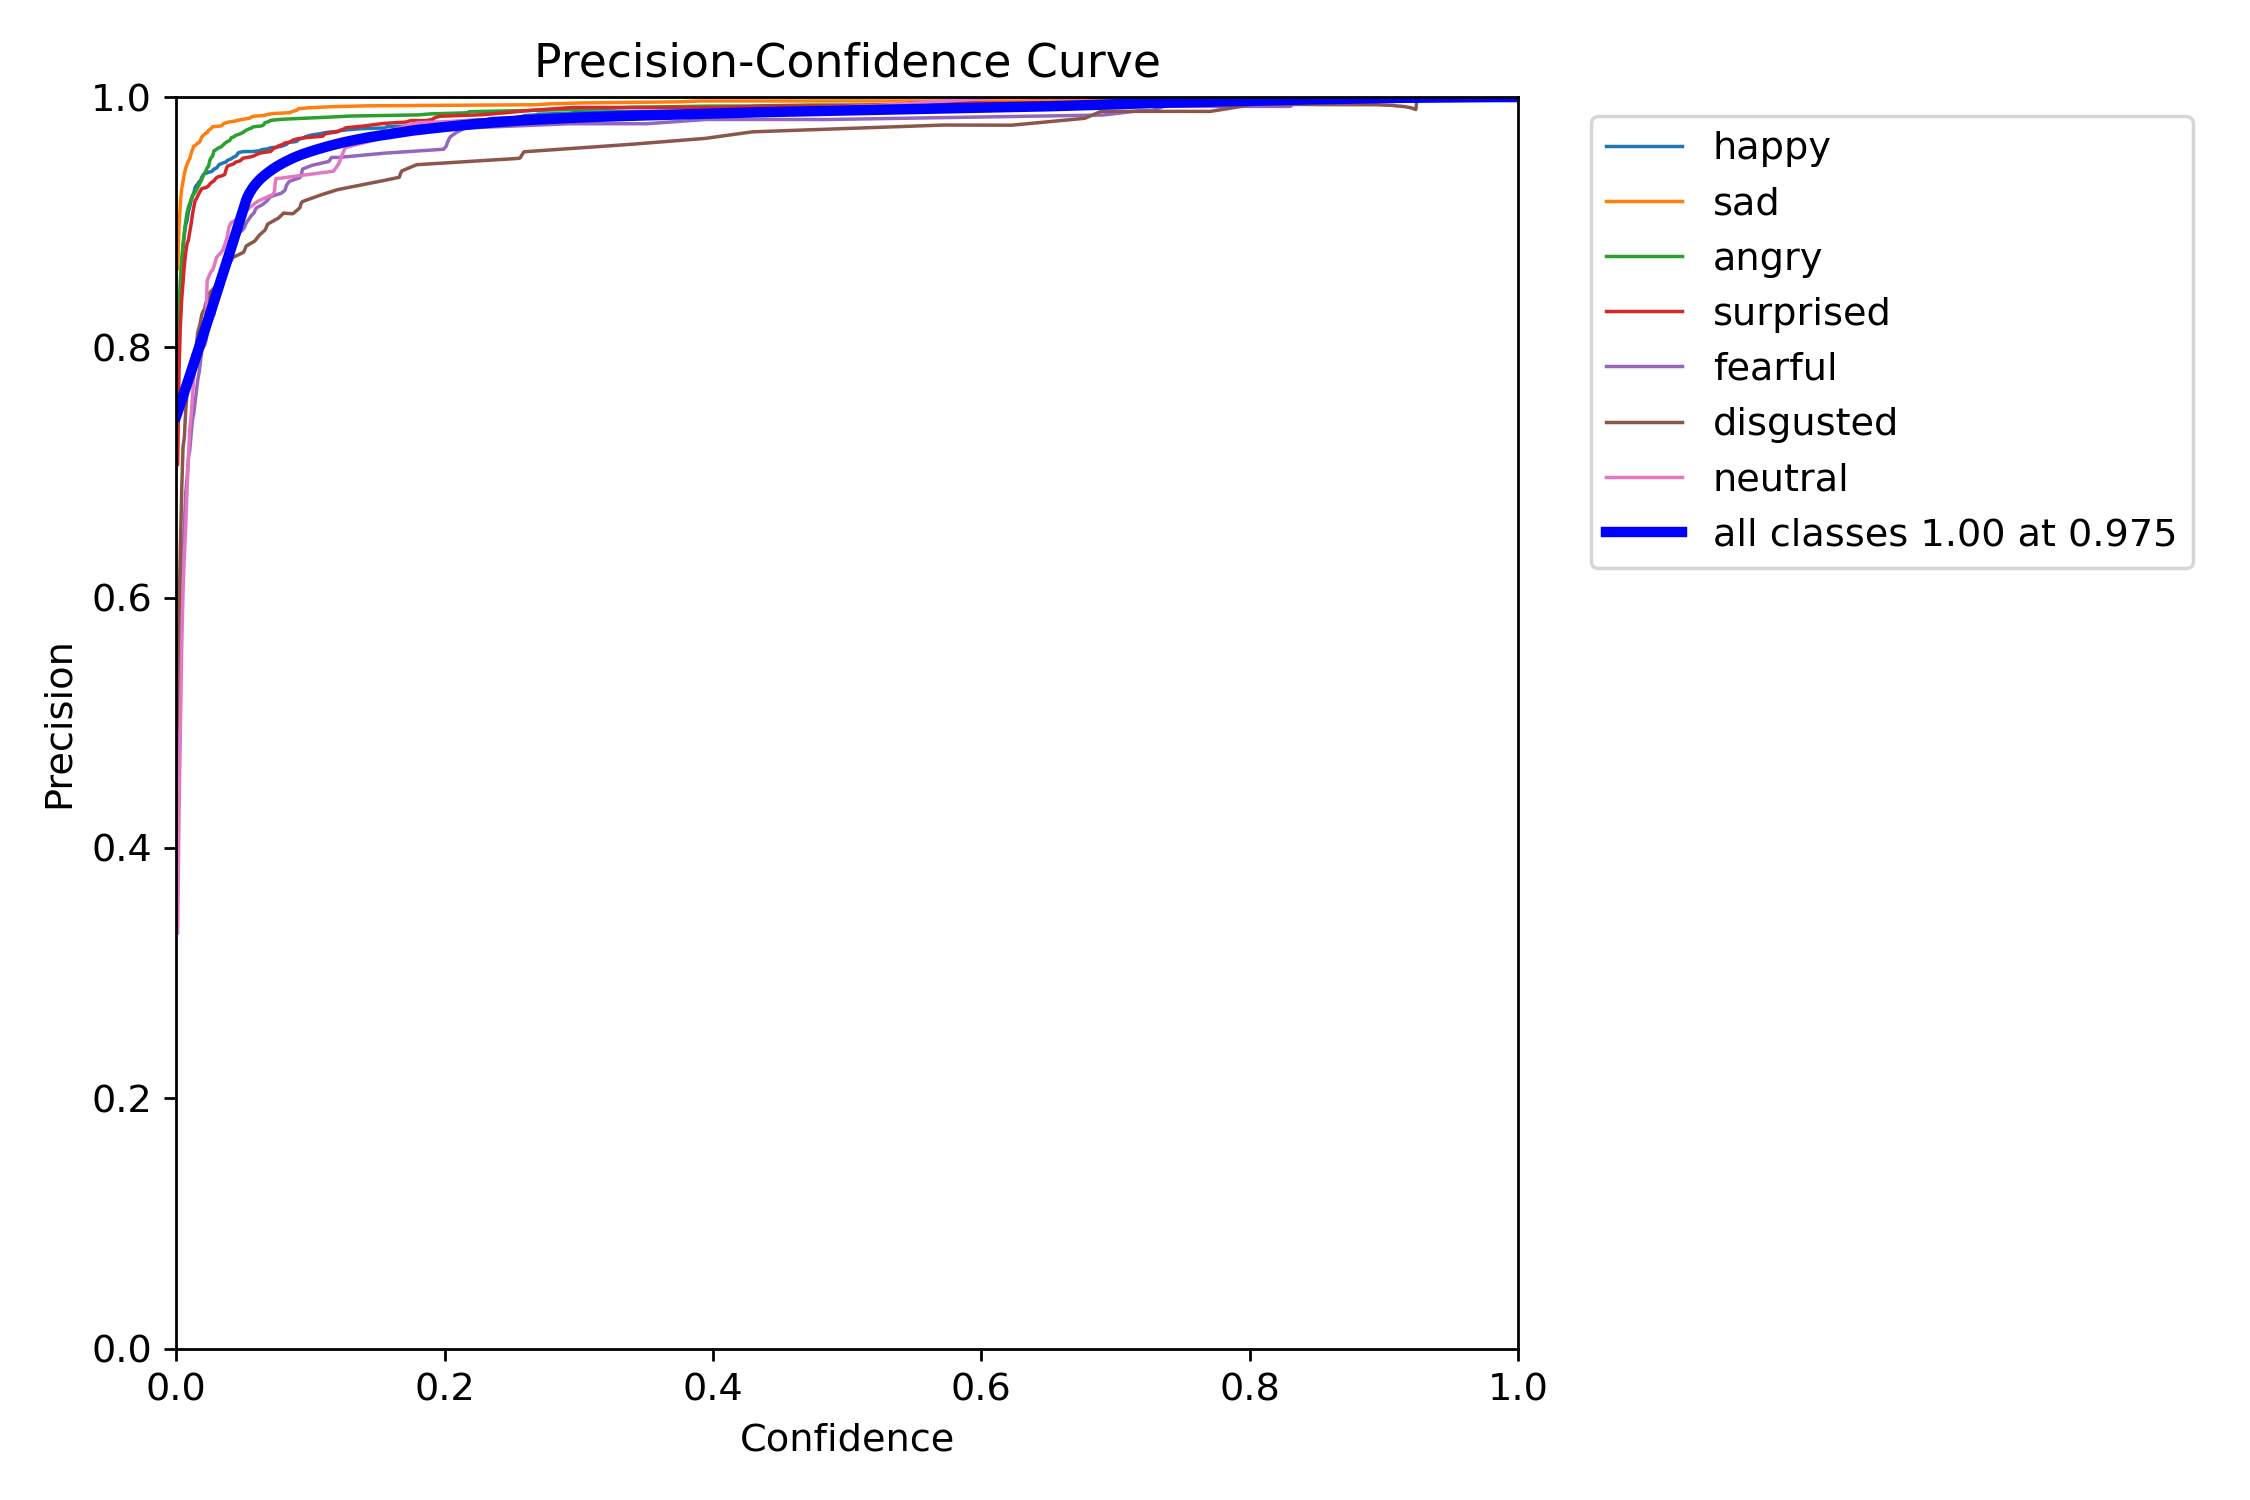 Precision-Confidence Curve
1.0
0.8
0.6
0.4
0.2
0.0
Precision
0.0 0.2 0.4 0.6 0.8 1.0
Confidence
happy
sad
angry
surprised
fearful
disgusted
neutral
all classes 1.00 at 0.975